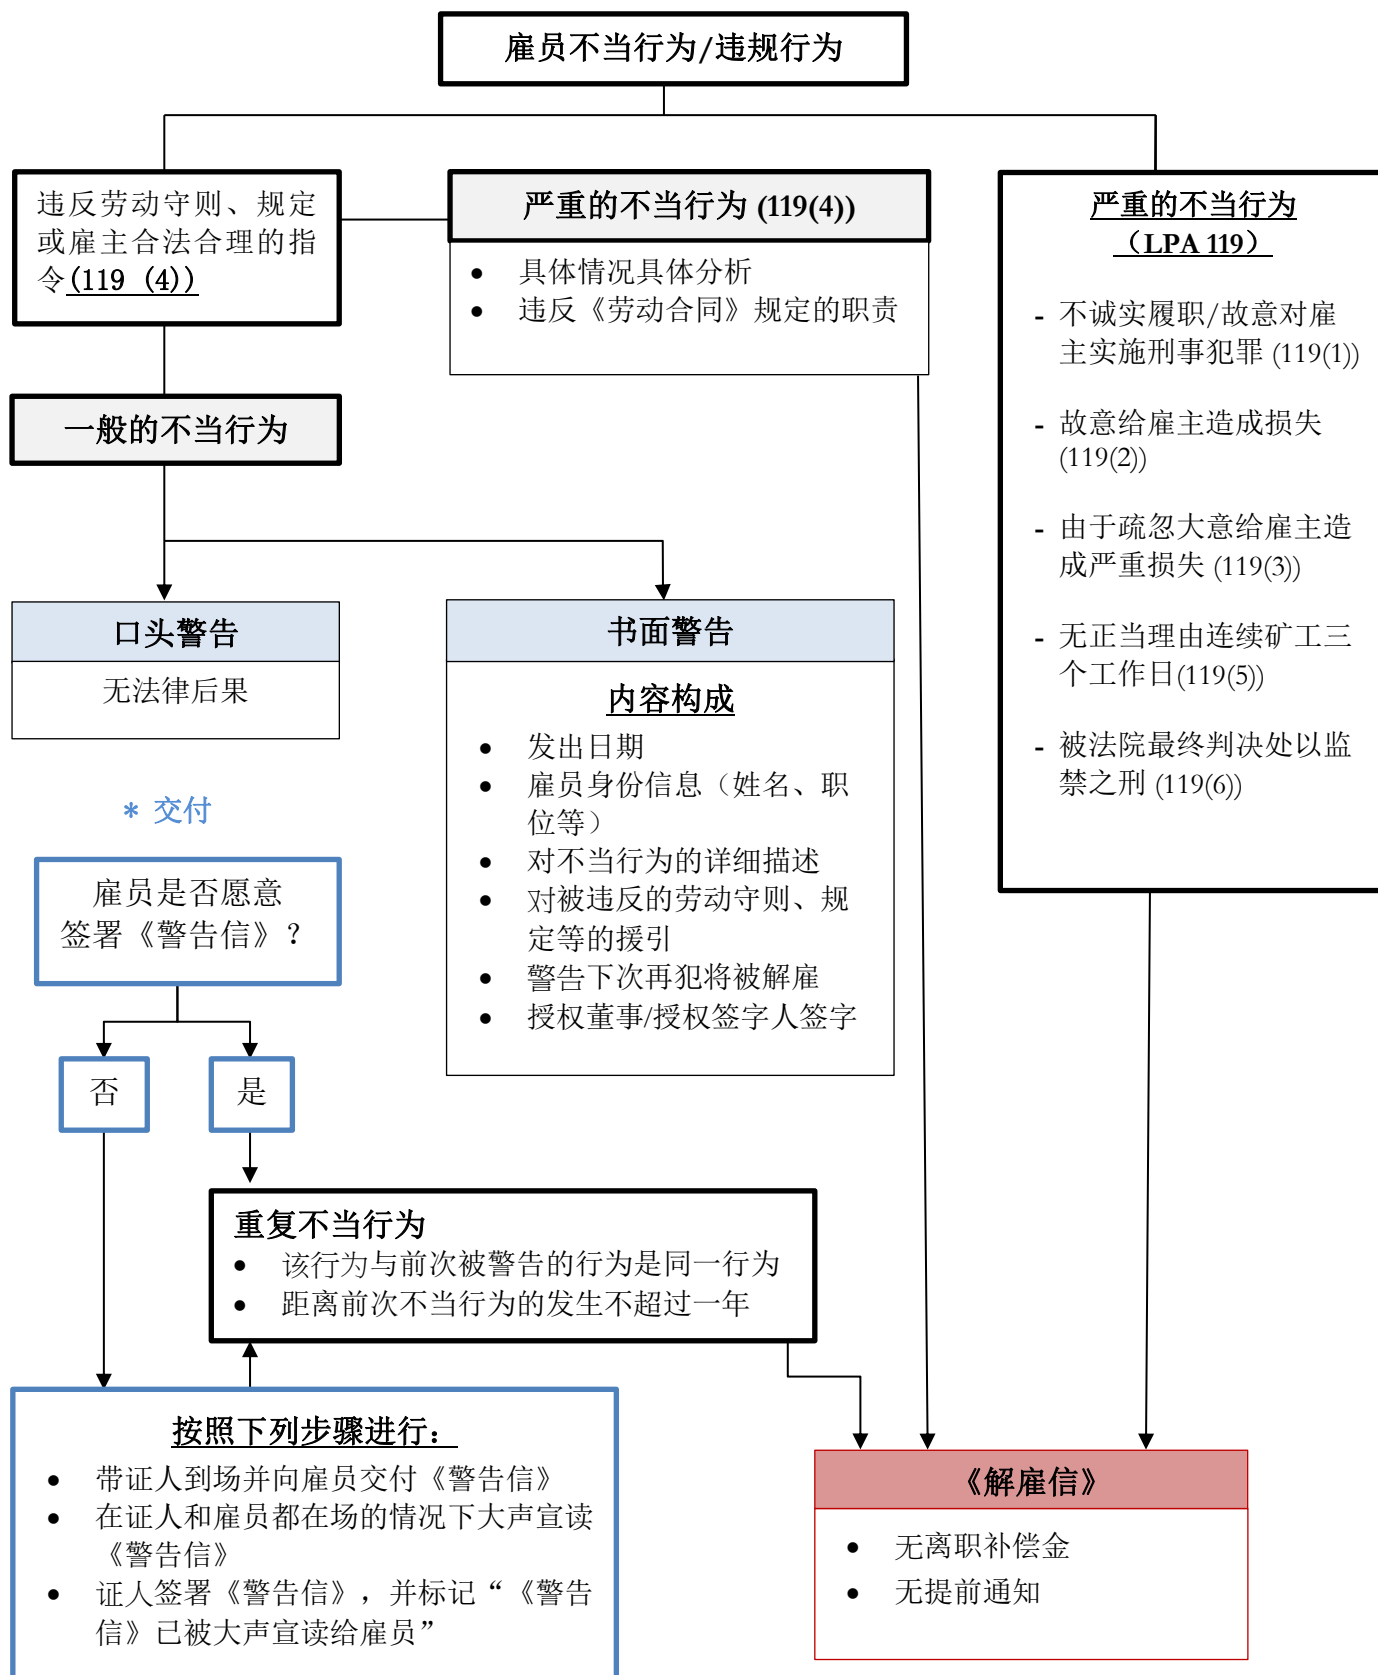 雇员不当行为/违规行为
违反劳动守则、规定
或雇主合法合理的指
令(119 (4))
严重的不当行为 (119(4))
• 具体情况具体分析
• 违反《劳动合同》规定的职责
严重的不当行为
（LPA 119）
- 不诚实履职/故意对雇
主实施刑事犯罪 (119(1))
- 故意给雇主造成损失
(119(2))
- 由于疏忽大意给雇主造
成严重损失 (119(3))
- 无正当理由连续矿工三
个工作日(119(5))
- 被法院最终判决处以监
禁之刑 (119(6))
一般的不当行为
口头警告
无法律后果
书面警告
内容构成
• 发出日期
• 雇员身份信息（姓名、职
位等）
• 对不当行为的详细描述
• 对被违反的劳动守则、规
定等的援引
• 警告下次再犯将被解雇
• 授权董事/授权签字人签字
* 交付
雇员是否愿意
签署《警告信》？
否
是
重复不当行为
• 该行为与前次被警告的行为是同一行为
• 距离前次不当行为的发生不超过一年
按照下列步骤进行：
• 带证人到场并向雇员交付《警告信》
• 在证人和雇员都在场的情况下大声宣读
《警告信》
• 证人签署《警告信》，并标记“《警告
信》已被大声宣读给雇员”
《解雇信》
• 无离职补偿金
• 无提前通知